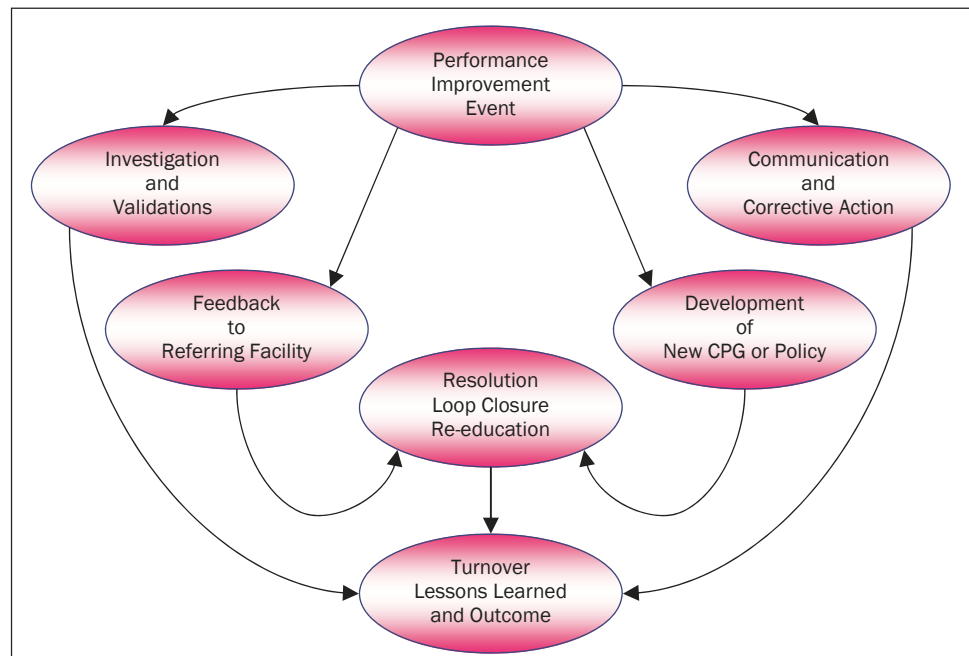 Performance
Improvement
Event
Investigation
and
Validations
Communication
and
Corrective Action
Feedback
to
Referring Facility
Development
of
New CPG or Policy
Resolution
Loop Closure
Re-education
Turnover
Lessons Learned
and Outcome